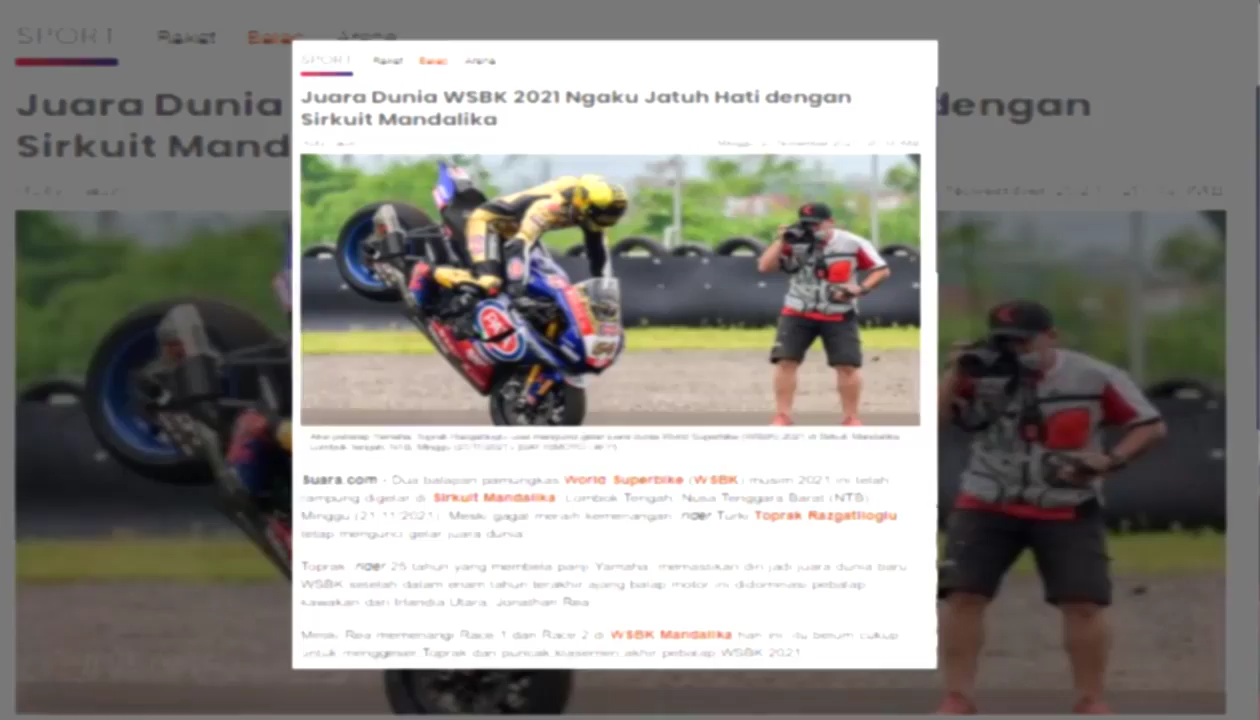 SPORT Raket Balap Arena
Juara Dunia WSBK 2021 Ngaku Jatuh Hati dengan
Sirkuit Mandalika
Suara.com - Dua balapan pamungkas World Superbike (WSBK) musim 2021 ini telah
rampung digelar di Sirkuit Mandalika, Lombok Tengah, Nusa Tenggara Barat (NTB),
Minggu (21/11/2021). Meski gagal meraih kemenangan, rider Turki Toprak Razgatlioglu
tetap mengunci gelar juara dunia.
Toprak, rider 25 tahun yang membela panji Yamaha, memastikan diri jadi juara dunia baru
WSBK setelah dalam enam tahun terakhir ajang balap motor ini didominasi pebalap
kawakan dari Irlandia Utara, Jonathan Rea.
Meski Rea memenangi Race 1 dan Race 2 di WSBK Mandalika hari ini, itu belum cukup
untuk menggeser Toprak dari puncak klasemen akhir pebalap WSBK 2021.